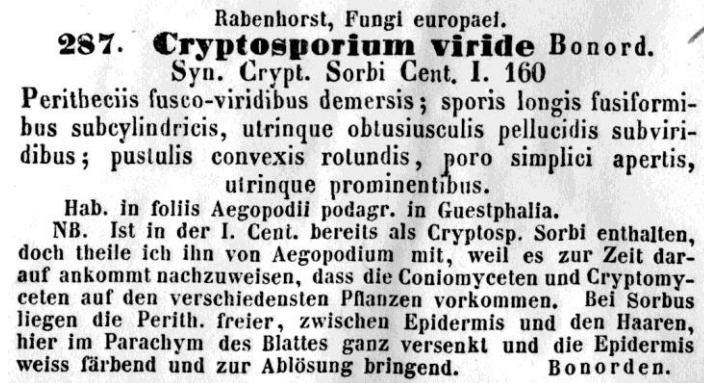 Rabenhorst, Fungi europaei.
287. Cryptosporium viride Bonord.
Syn. Crypt. Sorbi Cent. I. 160
Peritheciis fusco-viridibus demersis; sporis longis fusiformi-
bus subcylindricis, utrinque obtusiusculis pellucidis subviri-
dibus; pustulis convexis rotundis, poro simplici apertis,
utrinque prominentibus.
Hab. in foliis Aegopodii podagr. in Guestphalia.
NB. Ist in der I. Cent. bereits als Cryptosp. Sorbi enthalten,
doch theile ich ihn von Aegopodium mit, weil es zur Zeit dar-
auf ankommt nachzuweisen, dass die Coniomyceten und Cryptomy-
ceten auf den verschiedensten Pflanzen vorkommen. Bei Sorbus
liegen die Perith. freier, zwischen Epidermis und den Haaren,
hier im Parachym des Blattes ganz versenkt und die Epidermis
weiss färbend und zur Ablösung bringend. Bonorden.